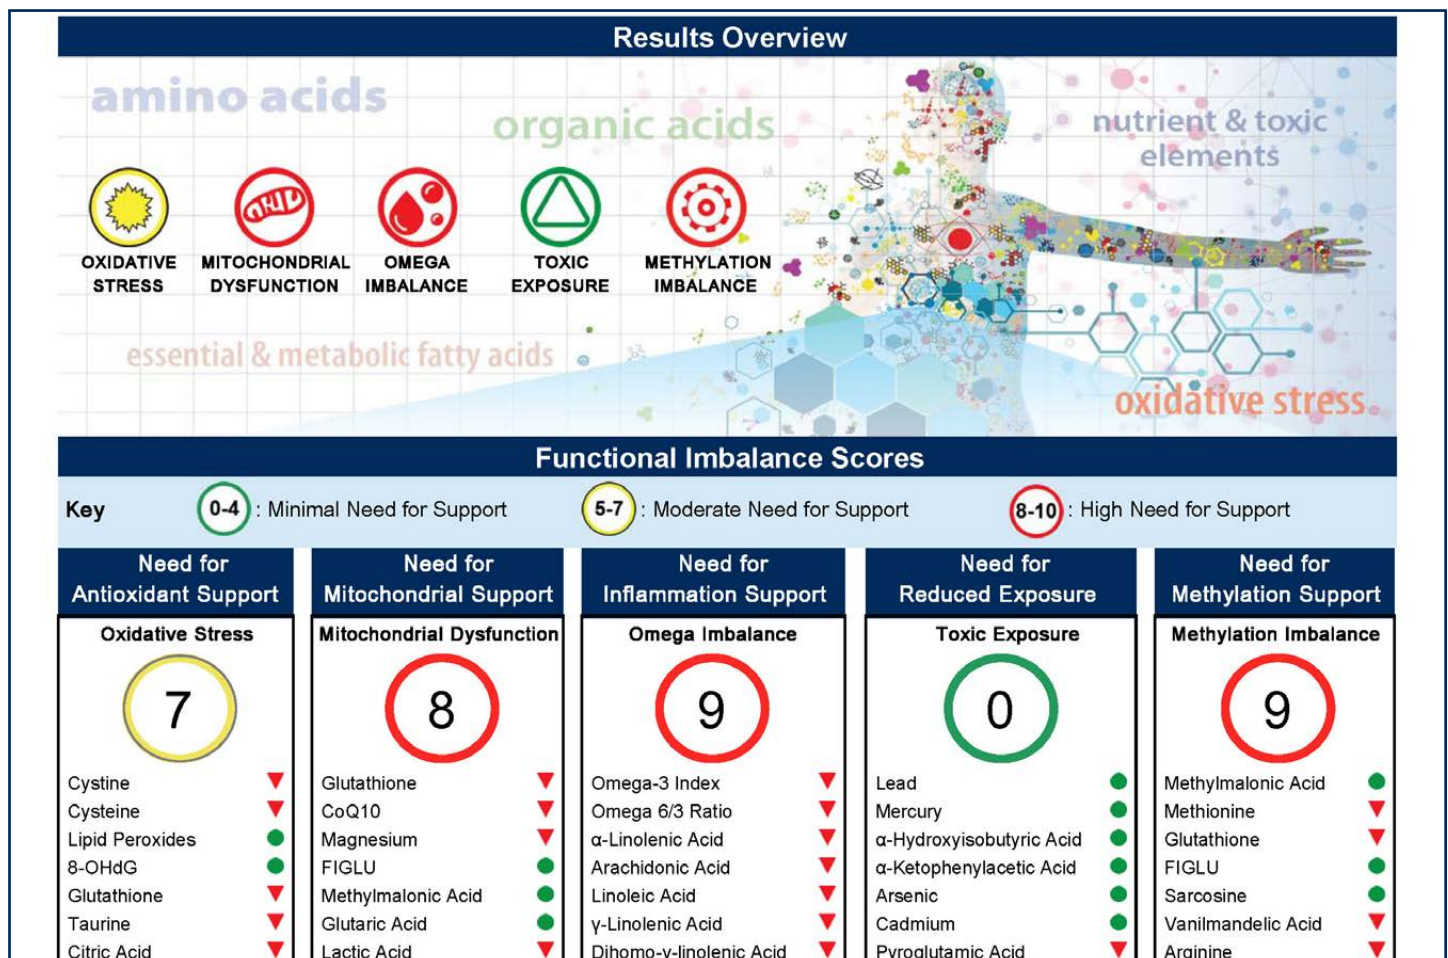 Results Overview
amino acids
organic acids
nutrient & toxic
elements
OXIDATIVE
STRESS
MITOCHONDRIAL
DYSFUNCTION
OMEGA
IMBALANCE
TOXIC
EXPOSURE
METHYLATION
IMBALANCE
essential & metabolic fatty acids
oxidative stress
Functional Imbalance Scores
Key
0-4 : Minimal Need for Support
5-7 : Moderate Need for Support
8-10 : High Need for Support
Need for
Antioxidant Support
Oxidative Stress
7
Cystine
Cysteine
Lipid Peroxides
8-OHdG
Glutathione
Taurine
Citric Acid
Need for
Mitochondrial Support
Mitochondrial Dysfunction
8
Glutathione
CoQ10
Magnesium
FIGLU
Methylmalonic Acid
Glutaric Acid
Lactic Acid
Need for
Inflammation Support
Omega Imbalance
9
Omega-3 Index
Omega 6/3 Ratio
α-Linolenic Acid
Arachidonic Acid
Linoleic Acid
γ-Linolenic Acid
Dihomo-γ-linolenic Acid
Need for
Reduced Exposure
Toxic Exposure
0
Lead
Mercury
α-Hydroxyisobutyric Acid
α-Ketophenylacetic Acid
Arsenic
Cadmium
Pyroglutamic Acid
Need for
Methylation Support
Methylation Imbalance
9
Methylmalonic Acid
Methionine
Glutathione
FIGLU
Sarcosine
Vanilmandelic Acid
Arginine